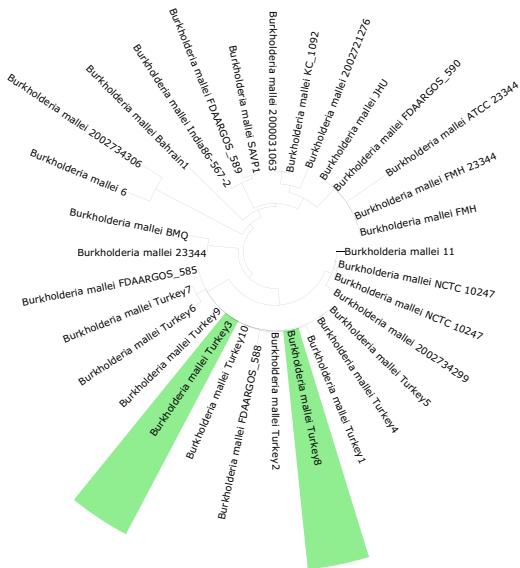 Burkholderia mallei 2000031063
Burkholderia mallei KC_1092
Burkholderia mallei 2002721276
Burkholderia mallei JHU
Burkholderia mallei FDAARGOS_590
Burkholderia mallei ATCC 23344
Burkholderia mallei FMH 23344
Burkholderia mallei FMH
Burkholderia mallei 11
Burkholderia mallei NCTC 10247
Burkholderia mallei NCTC 10247
Burkholderia mallei 2002734299
Burkholderia mallei Turkey5
Burkholderia mallei Turkey4
Burkholderia mallei Turkey1
Burkholderia mallei Turkey8
Burkholderia mallei Turkey2
Burkholderia mallei FDAARGOS_588
Burkholderia mallei Turkey10
Burkholderia mallei Turkey3
Burkholderia mallei Turkey9
Burkholderia mallei Turkey6
Burkholderia mallei Turkey7
Burkholderia mallei FDAARGOS_585
Burkholderia mallei 23344
Burkholderia mallei BMQ
Burkholderia mallei 6
Burkholderia mallei 2002734306
Burkholderia mallei Bahrain1
Burkholderia mallei India86-567-2
Burkholderia mallei FDAARGOS_589
Burkholderia mallei SAVP1